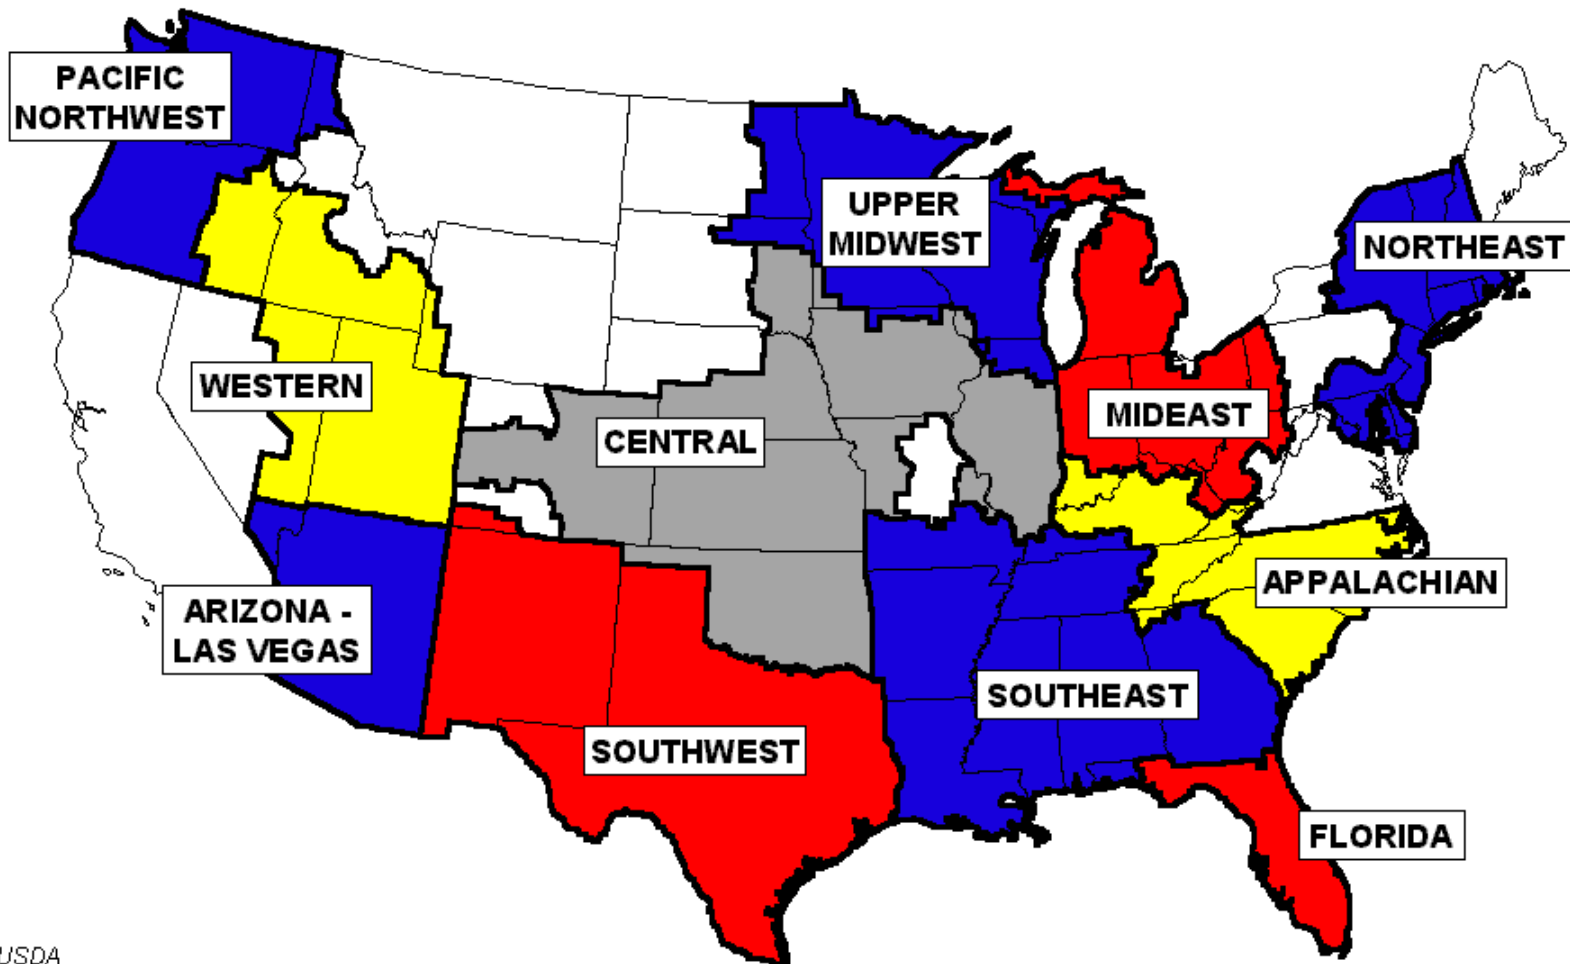 PACIFIC
NORTHWEST
UPPER
MIDWEST
NORTHEAST
WESTERN
CENTRAL
MIDEAST
ARIZONA -
LAS VEGAS
APPALACHIAN
SOUTHEAST
SOUTHWEST
FLORIDA
USDA